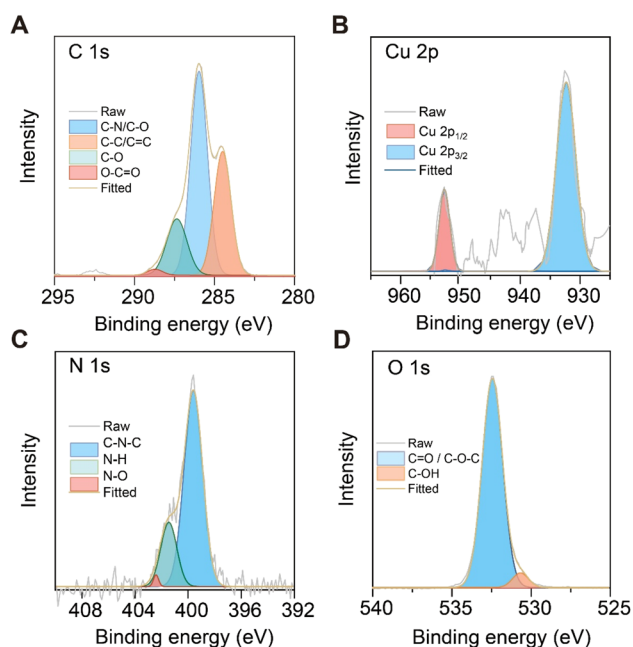 A
C 1s
Raw
C-N/C-O
C-C/C=C
C-O
O-C=O
Fitted
Intensity
295 290 285 280
Binding energy (eV)
B
Cu 2p
Raw
Cu 2p1/2
Cu 2p3/2
Fitted
Intensity
960 950 940 930
Binding energy (eV)
C
N 1s
Raw
C-N-C
N-H
N-O
Fitted
Intensity
408 404 400 396 392
Binding energy (eV)
D
O 1s
Raw
C=O / C-O-C
C-OH
Fitted
Intensity
540 535 530 525
Binding energy (eV)